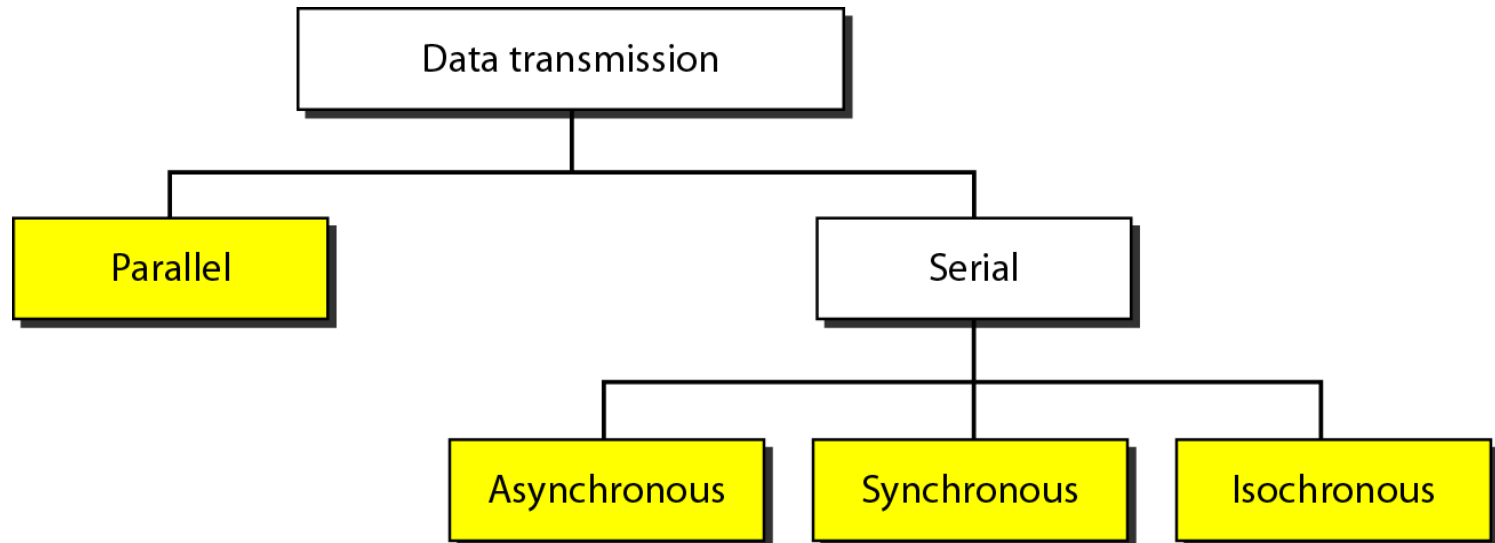 Data transmission
Parallel
Serial
Asynchronous
Synchronous
Isochronous